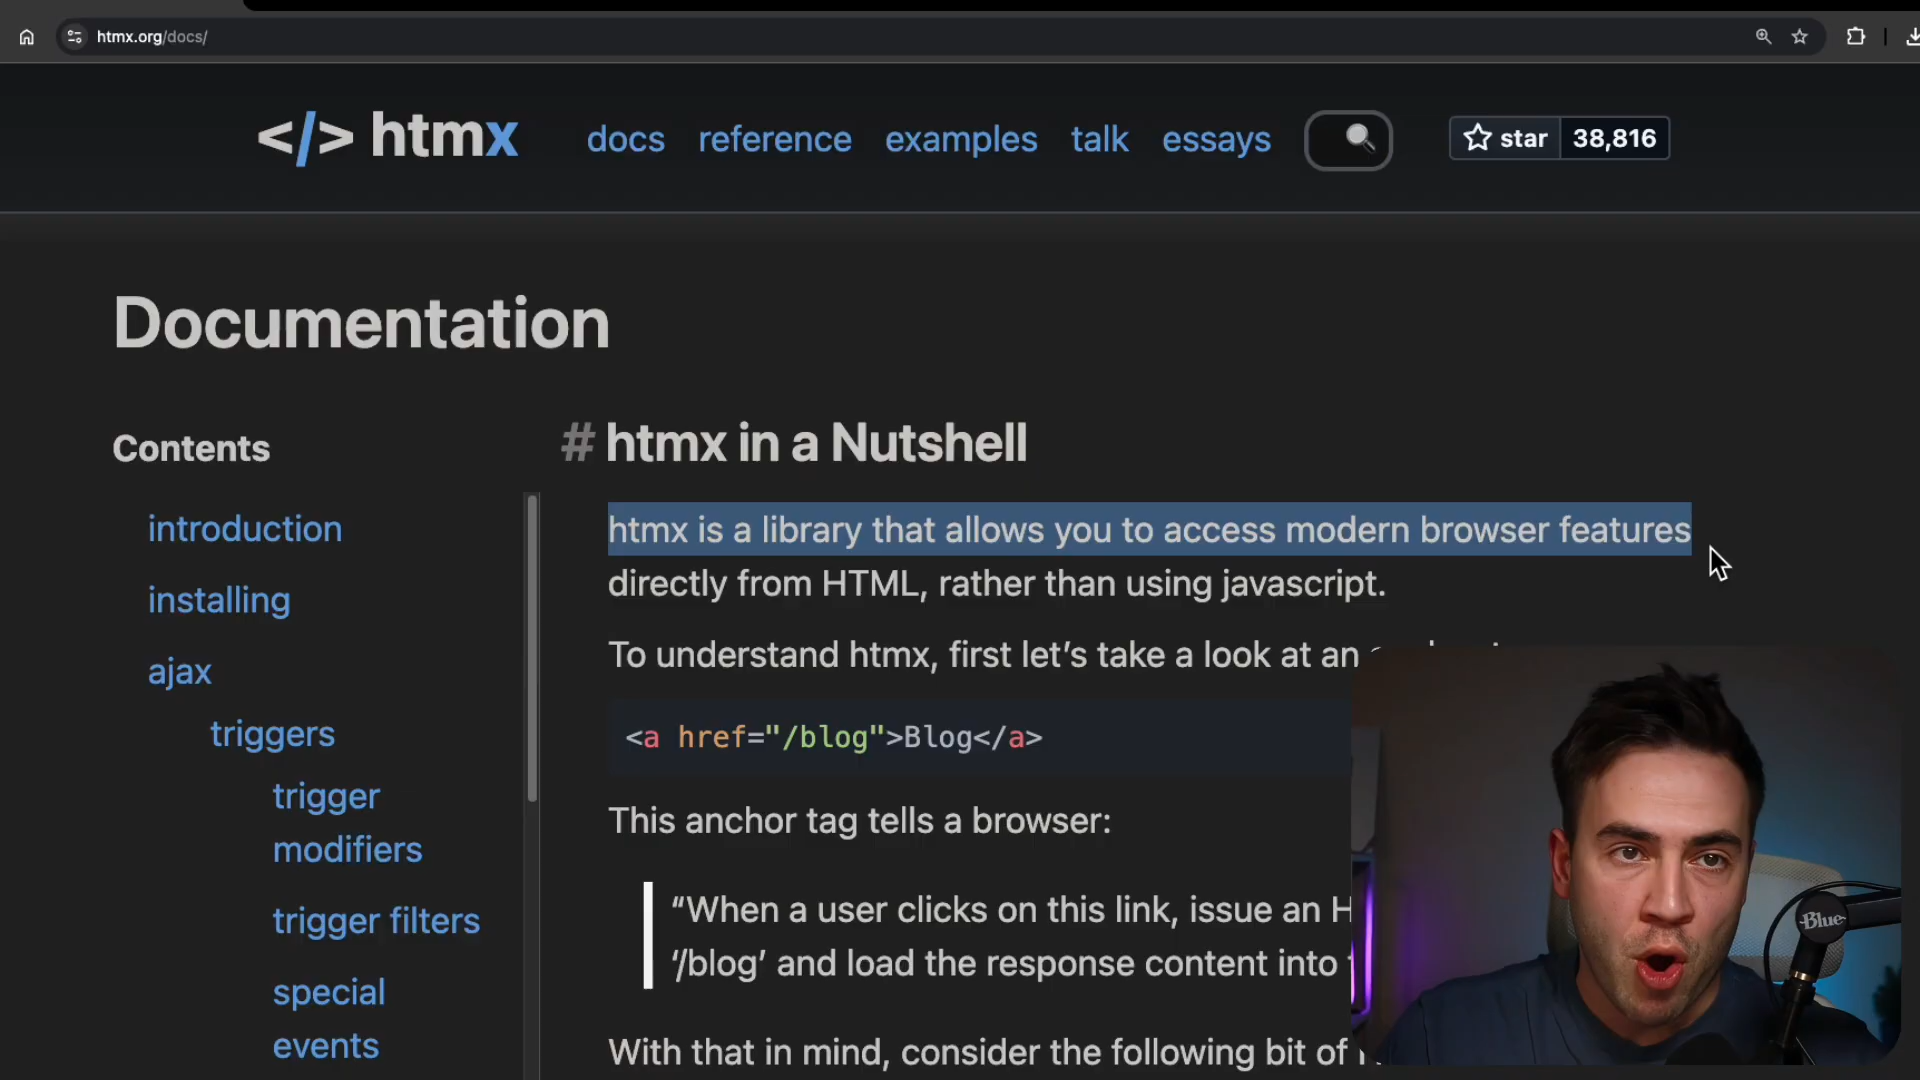 htmx.org/docs/
</> htmx
docs reference examples talk essays
star 38,816
Documentation
Contents
introduction
installing
ajax
triggers
trigger
modifiers
trigger filters
special
events
# htmx in a Nutshell
htmx is a library that allows you to access modern browser features
directly from HTML, rather than using javascript.
To understand htmx, first let’s take a look at an
<a href="/blog">Blog</a>
This anchor tag tells a browser:
“When a user clicks on this link, issue an H
‘/blog’ and load the response content into
With that in mind, consider the following bit of
Blue